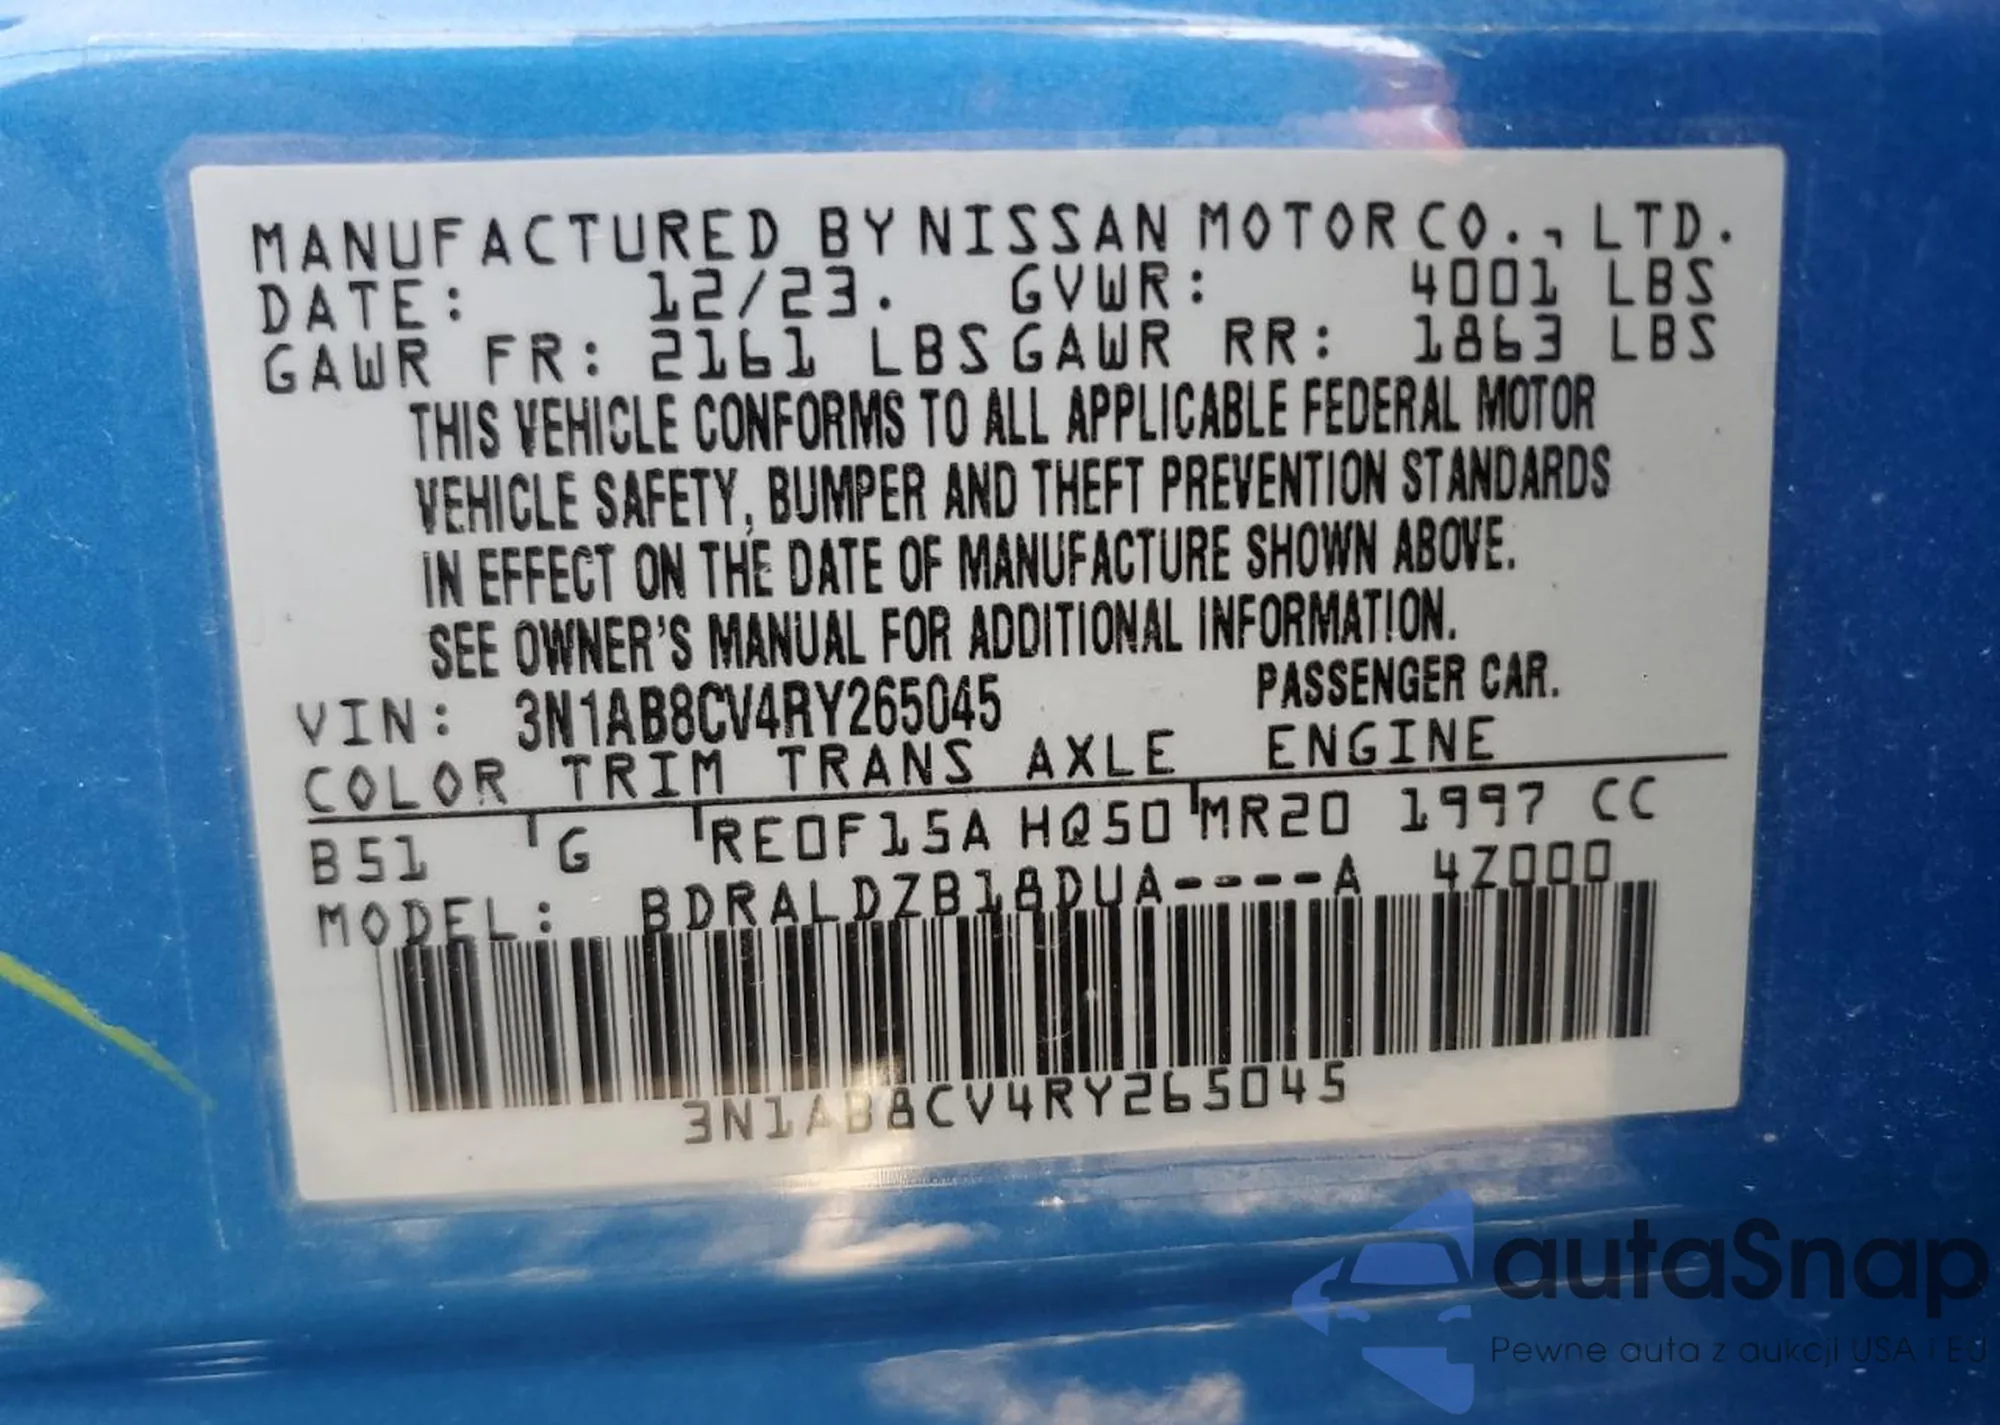 MANUFACTURED BY NISSAN MOTOR CO., LTD.
DATE: 12/23. GVWR: 4001 LBS
GAWR FR: 2161 LBS GAWR RR: 1863 LBS
THIS VEHICLE CONFORMS TO ALL APPLICABLE FEDERAL MOTOR
VEHICLE SAFETY, BUMPER AND THEFT PREVENTION STANDARDS
IN EFFECT ON THE DATE OF MANUFACTURE SHOWN ABOVE.
SEE OWNER'S MANUAL FOR ADDITIONAL INFORMATION.
VIN: 3N1AB8CV4RY265045 PASSENGER CAR.
COLOR TRIM TRANS AXLE ENGINE
B51 G RE0F15A HQ50 MR20 1997 CC
MODEL: BDRALDZB18DUA----A 4Z000
3N1AB8CV4RY265045
autaSnap
Pewne auta z aukcji USA i EU